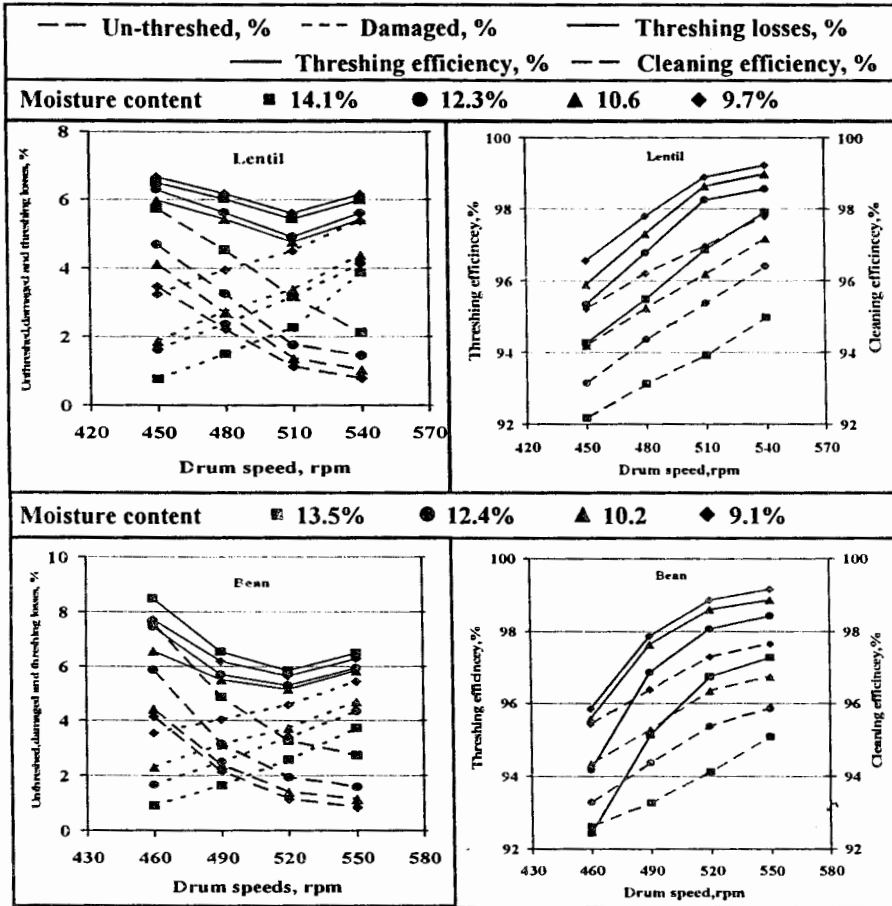 Un-threshed, % Damaged, % Threshing losses, %
Threshing efficiency, % Cleaning efficiency, %
Moisture content 14.1% 12.3% 10.6 9.7%
Unthreshed,damaged and threshing losses, %
8
6
4
2
0
Lentil
420 450 480 510 540 570
Drum speed, rpm
Threshing efficincey,%
100
98
96
94
92
Lentil
100
98
96
94
92
Cleaning efficiency, %
420 450 480 510 540 570
Drum speed,rpm
Moisture content 13.5% 12.4% 10.2 9.1%
Unthreshed,damaged and threshing losses, %
10
8
6
4
2
0
Bean
430 460 490 520 550 580
Drum speeds, rpm
Threshing efficincey,%
100
98
96
94
92
Bean
100
98
96
94
92
Cleaning efficiency, %
430 460 490 520 550 580
Drum speed,rpm